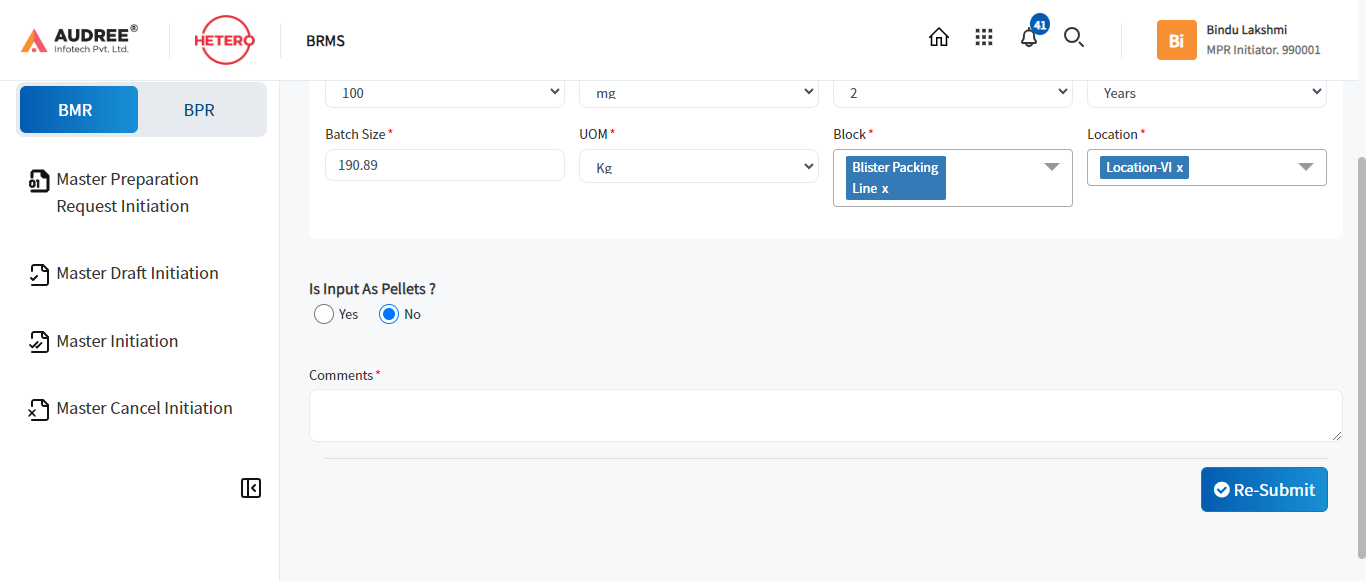 AUDREE®
Infotech Pvt. Ltd.
HETERO
BRMS
41
Bi
Bindu Lakshmi
MPR Initiator. 990001
BMR
BPR
100
mg
2
Years
Batch Size *
UOM *
Block *
Location *
190.89
Kg
Blister Packing
Line x
Location-VI x
01
Master Preparation
Request Initiation
Master Draft Initiation
Master Initiation
Master Cancel Initiation
Is Input As Pellets ?
Yes
No
Comments *
Re-Submit